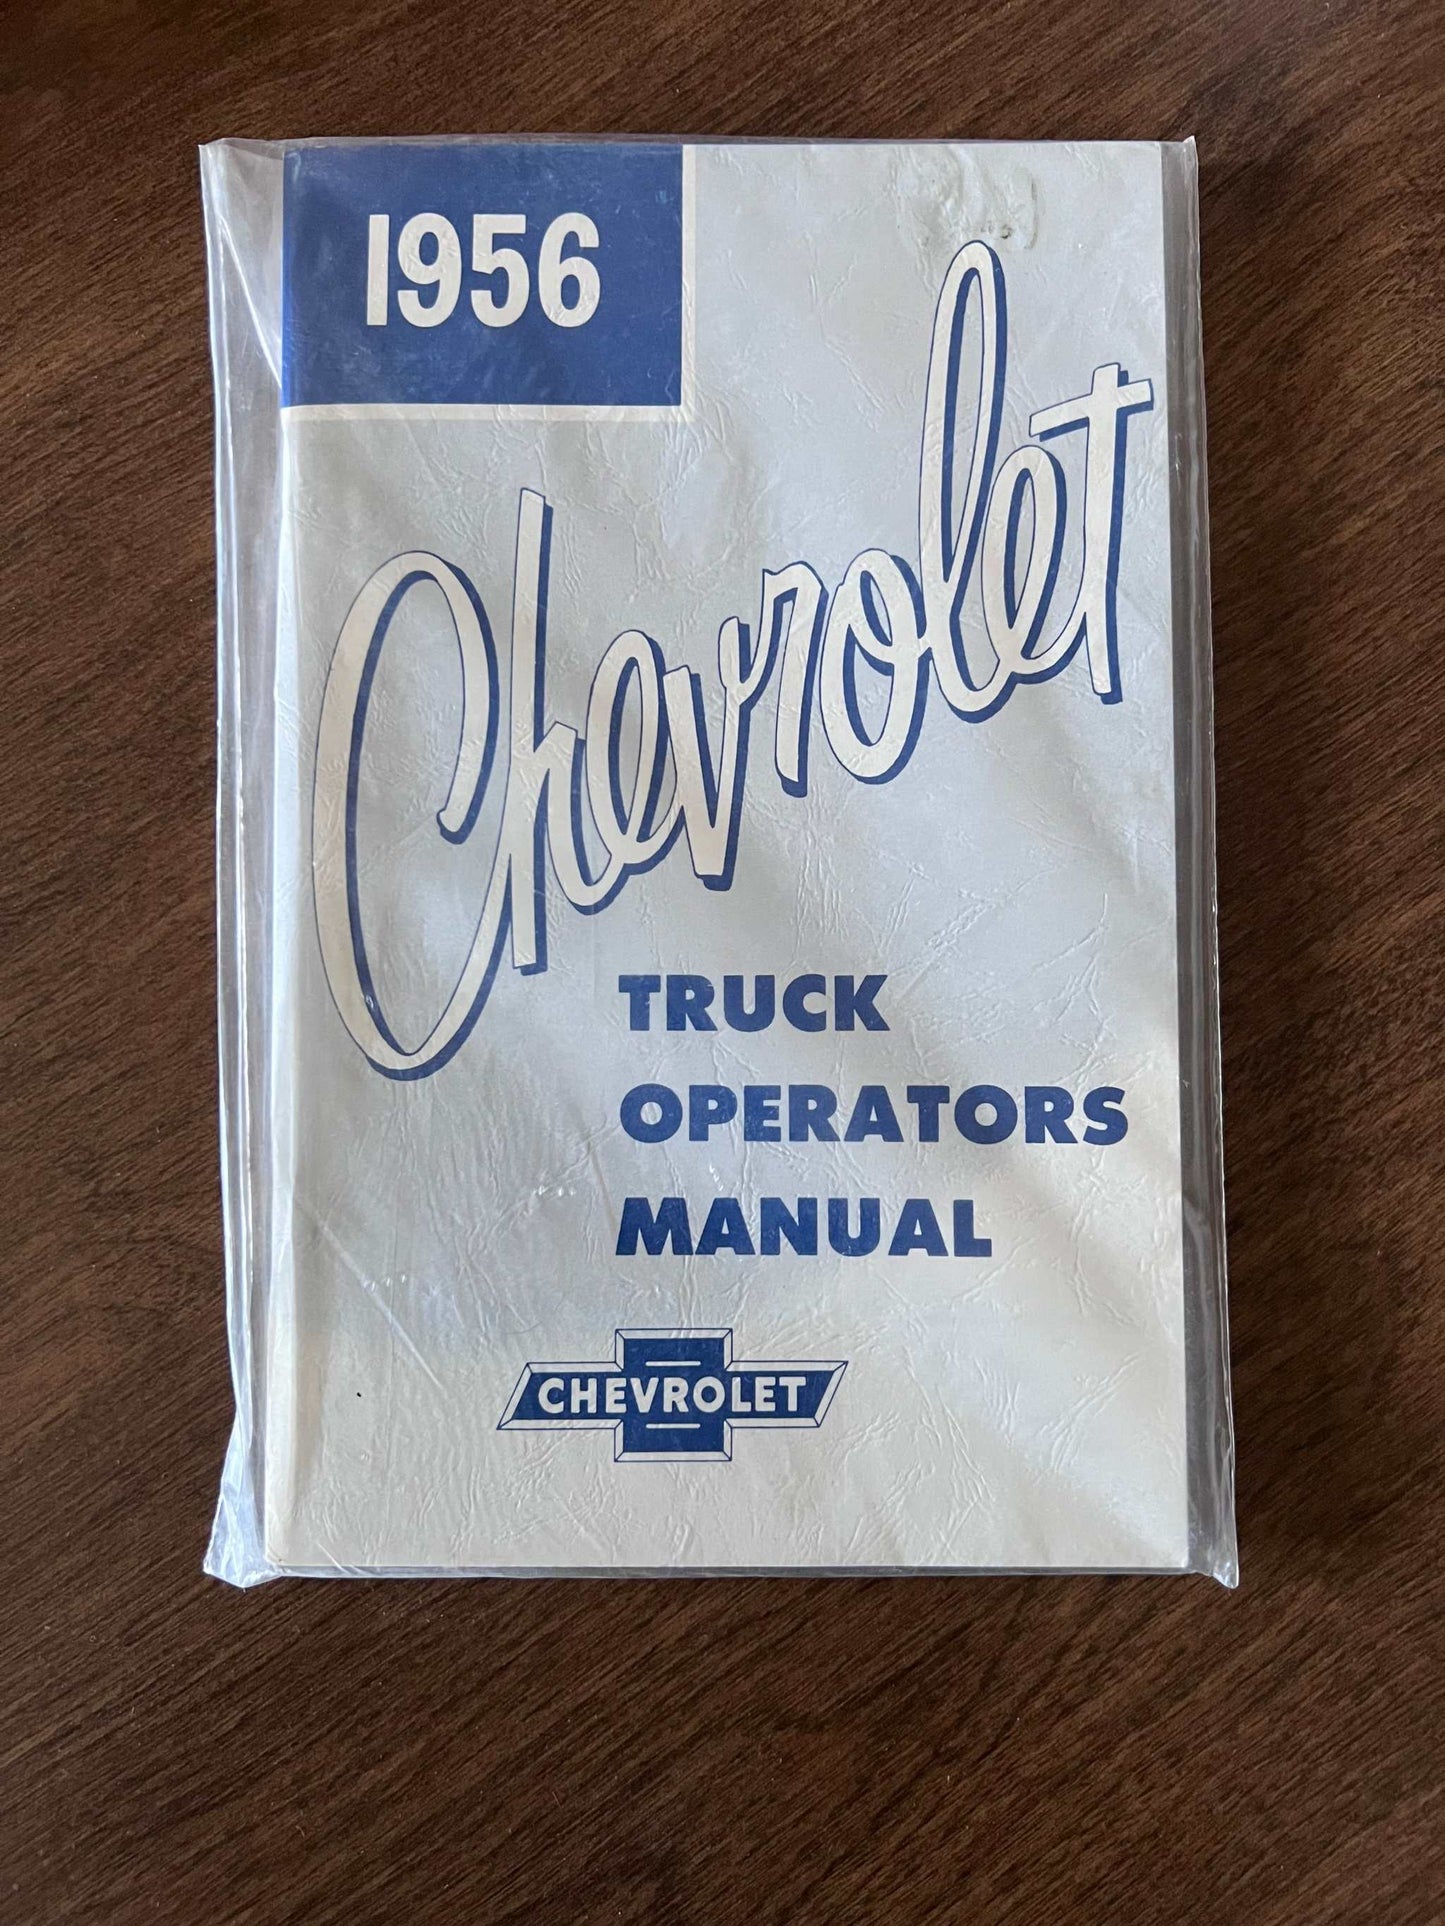 1956
Chevrolet
TRUCK
OPERATORS
MANUAL
CHEVROLET